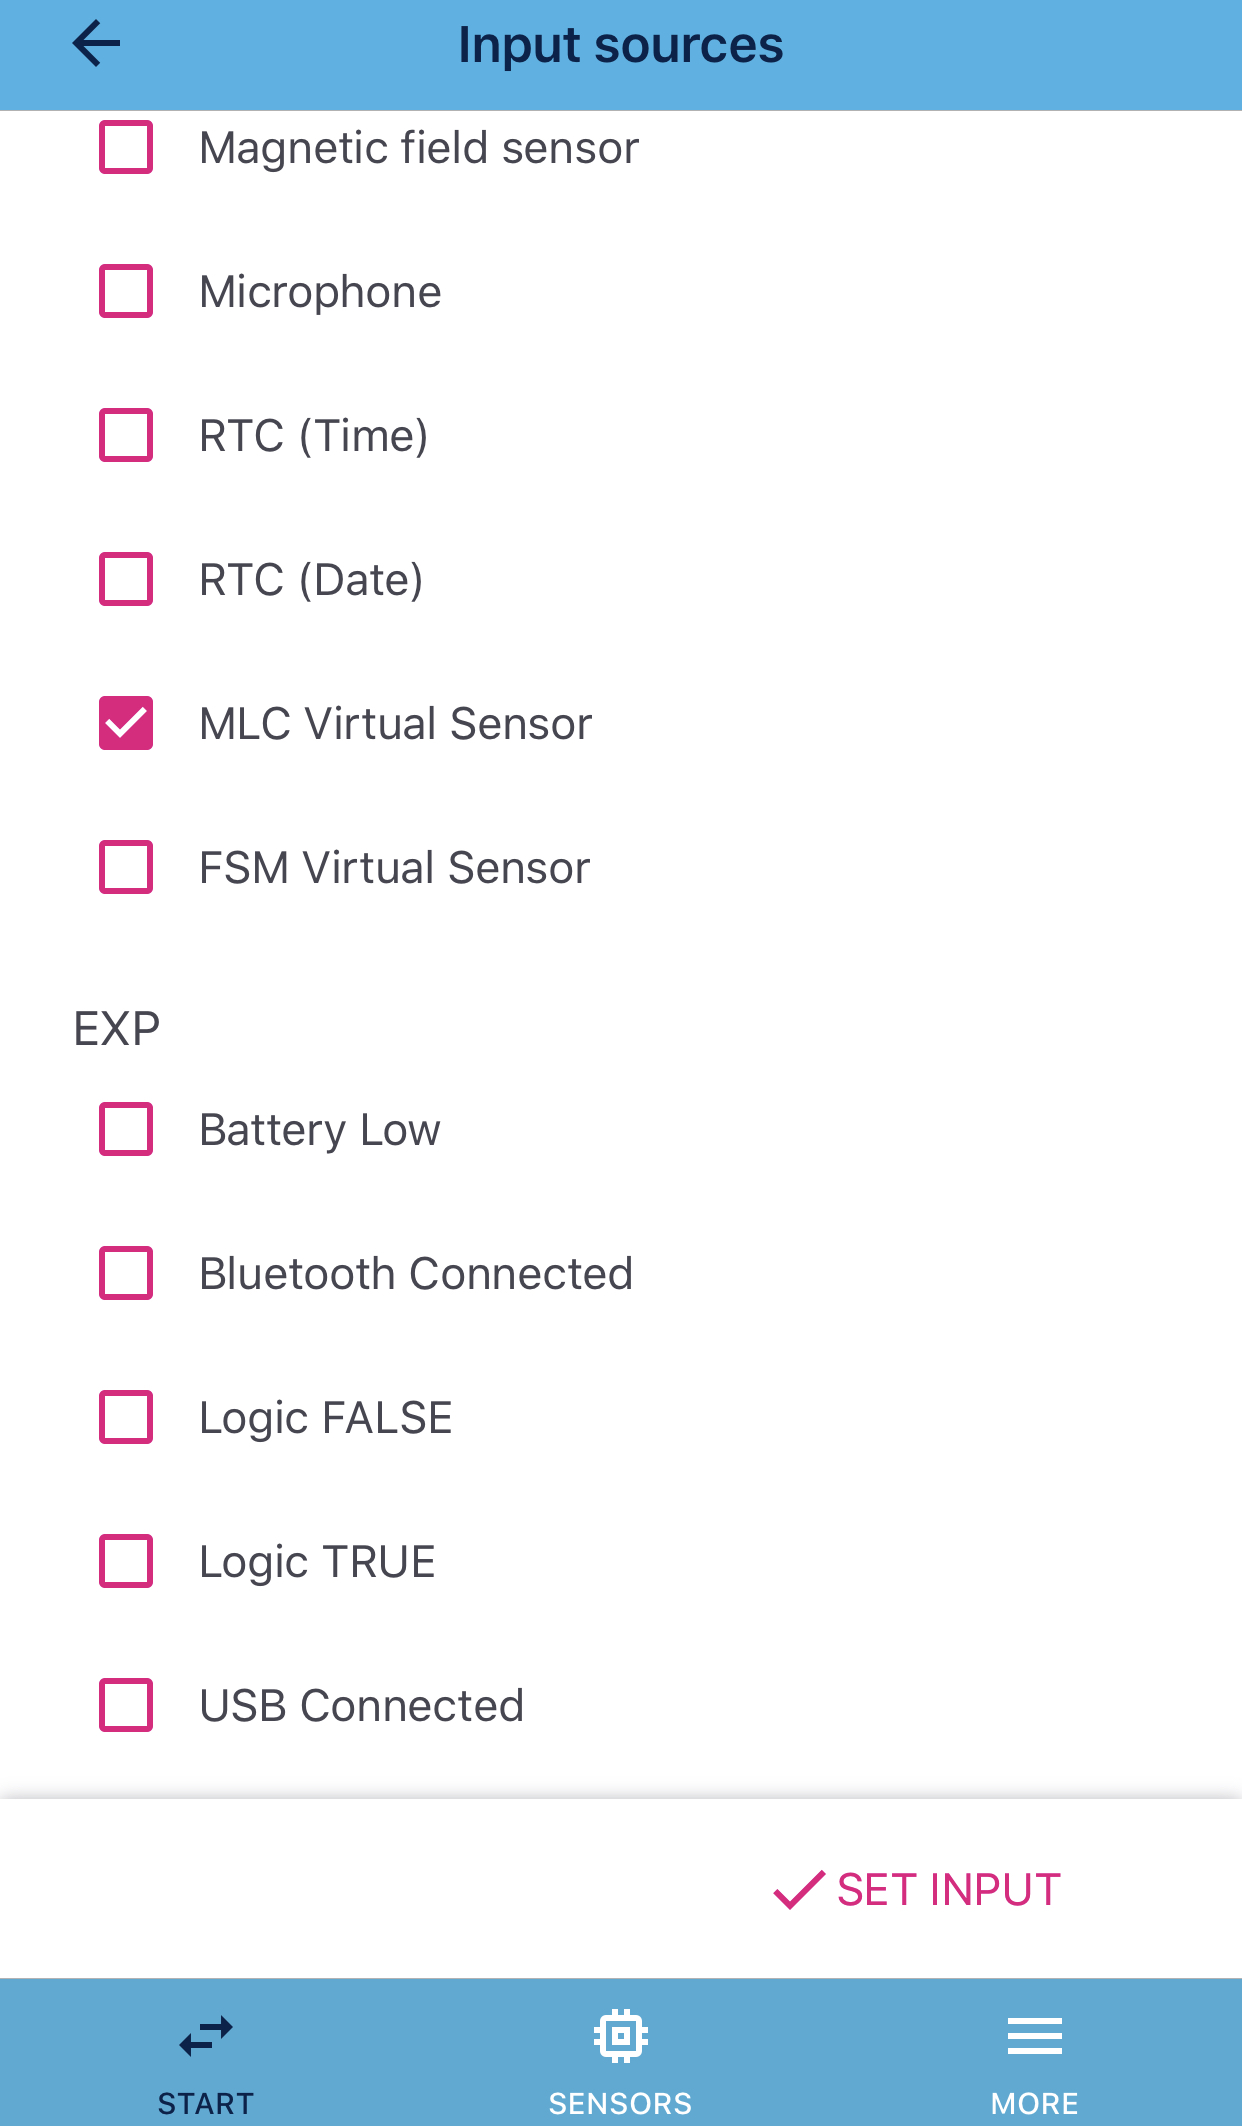 Input sources
Magnetic field sensor
Microphone
RTC (Time)
RTC (Date)
MLC Virtual Sensor
FSM Virtual Sensor
EXP
Battery Low
Bluetooth Connected
Logic FALSE
Logic TRUE
USB Connected
SET INPUT
START
SENSORS
MORE